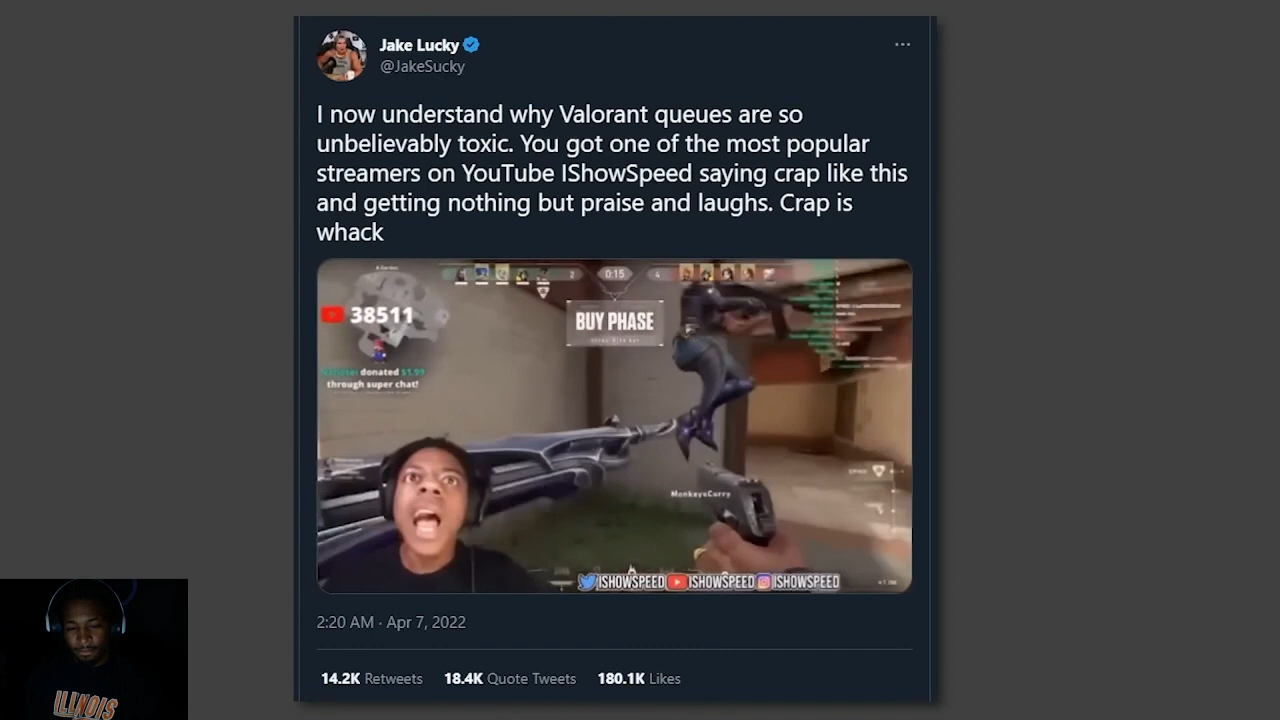 Jake Lucky
@JakeSucky
I now understand why Valorant queues are so
unbelievably toxic. You got one of the most popular
streamers on YouTube IShowSpeed saying crap like this
and getting nothing but praise and laughs. Crap is
whack
2
0:15
4
38511
BUY PHASE
donated $1.99
through super chat!
MonkeysCurry
ISHOWSPEED ISHOWSPEED ISHOWSPEED
2:20 AM · Apr 7, 2022
14.2K Retweets 18.4K Quote Tweets 180.1K Likes
ILLINOIS